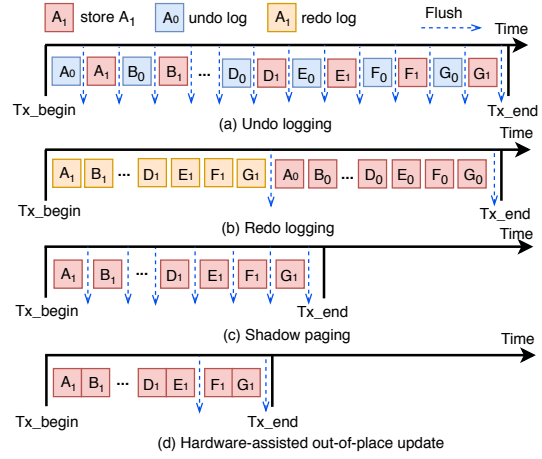 A1 store A1 A0 undo log A1 redo log Flush
Time
A0 A1 B0 B1 ... D0 D1 E0 E1 F0 F1 G0 G1
Tx_begin Tx_end
(a) Undo logging
Time
A1 B1 ... D1 E1 F1 G1 A0 B0 ... D0 E0 F0 G0
Tx_begin Tx_end
(b) Redo logging
Time
A1 B1 ... D1 E1 F1 G1
Tx_begin Tx_end
(c) Shadow paging
Time
A1 B1 ... D1 E1 F1 G1
Tx_begin Tx_end
(d) Hardware-assisted out-of-place update